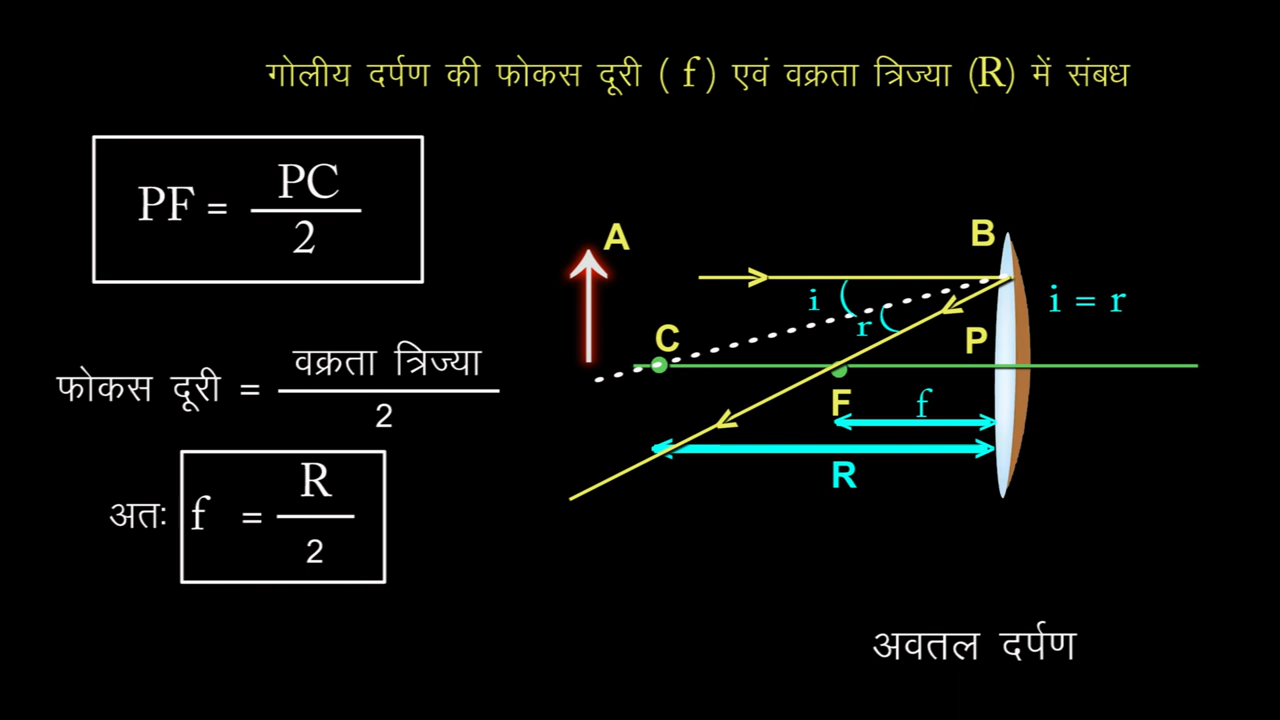 गोलीय दर्पण की फोकस दूरी ( f ) एवं वक्रता त्रिज्या (R) में संबध
PF = PC
2
फोकस दूरी = वक्रता त्रिज्या
2
अतः f = R
2
A
B
i
r
i = r
C
P
F
f
R
अवतल दर्पण